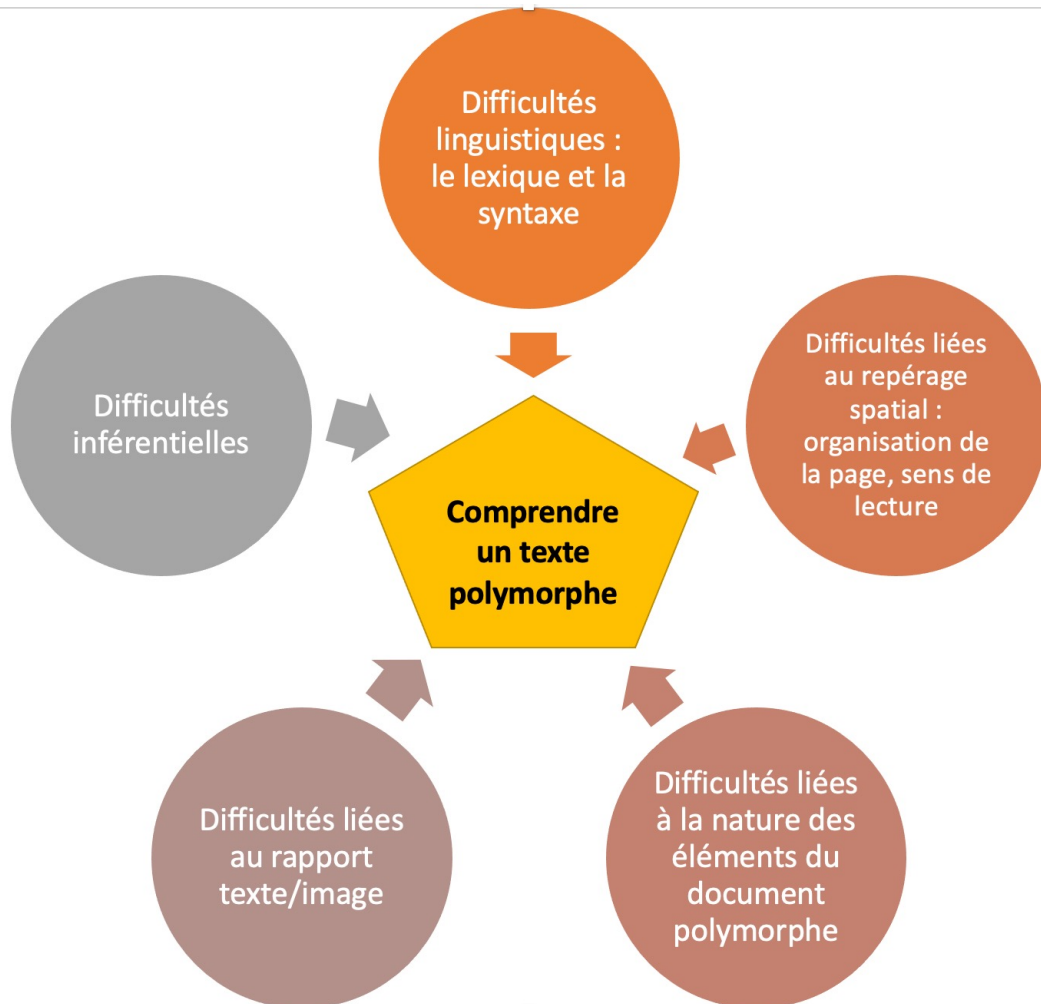 Difficultés
linguistiques :
le lexique et la
syntaxe
Difficultés liées
au repérage
spatial :
organisation de
la page, sens de
lecture
Difficultés
inférentielles
Comprendre
un texte
polymorphe
Difficultés liées
au rapport
texte/image
Difficultés liées
à la nature des
éléments du
document
polymorphe